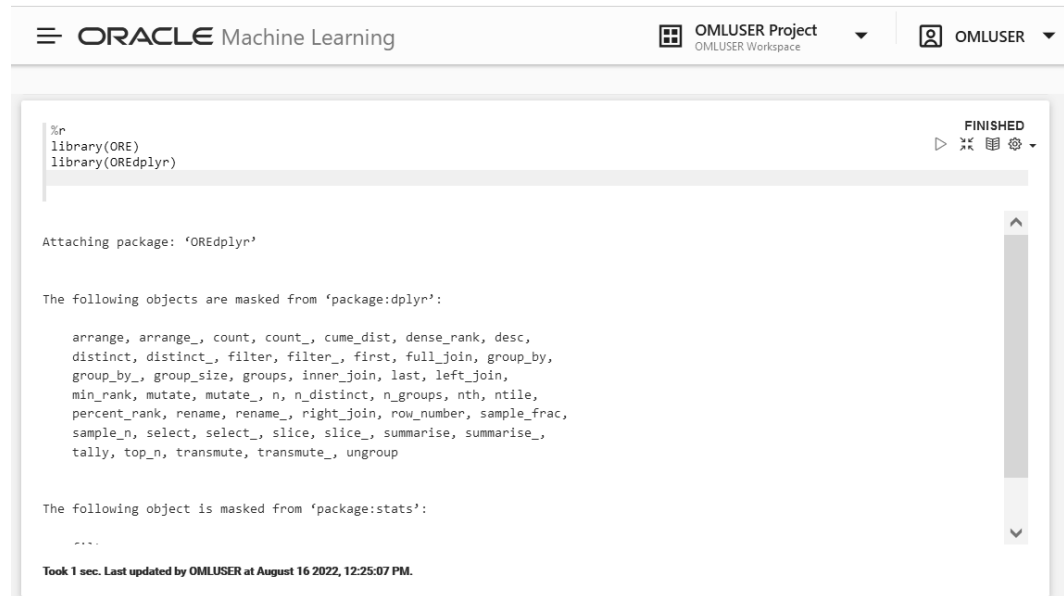 ORACLE Machine Learning
OMLUSER Project
OMLUSER Workspace
OMLUSER
%r
library(ORE)
library(OREdplyr)
FINISHED
Attaching package: ‘OREdplyr’
The following objects are masked from ‘package:dplyr’:
arrange, arrange_, count, count_, cume_dist, dense_rank, desc,
distinct, distinct_, filter, filter_, first, full_join, group_by,
group_by_, group_size, groups, inner_join, last, left_join,
min_rank, mutate, mutate_, n, n_distinct, n_groups, nth, ntile,
percent_rank, rename, rename_, right_join, row_number, sample_frac,
sample_n, select, select_, slice, slice_, summarise, summarise_,
tally, top_n, transmute, transmute_, ungroup
The following object is masked from ‘package:stats’:
Took 1 sec. Last updated by OMLUSER at August 16 2022, 12:25:07 PM.